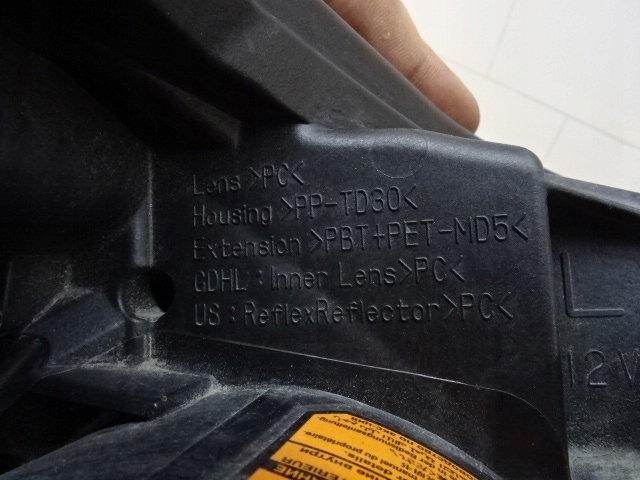 Lens >PC<
Housing >PP-TD30<
Extension >PBT+PET-MD5<
GDHL : Inner Lens>PC<
US : ReflexReflector>PC<
L
12V